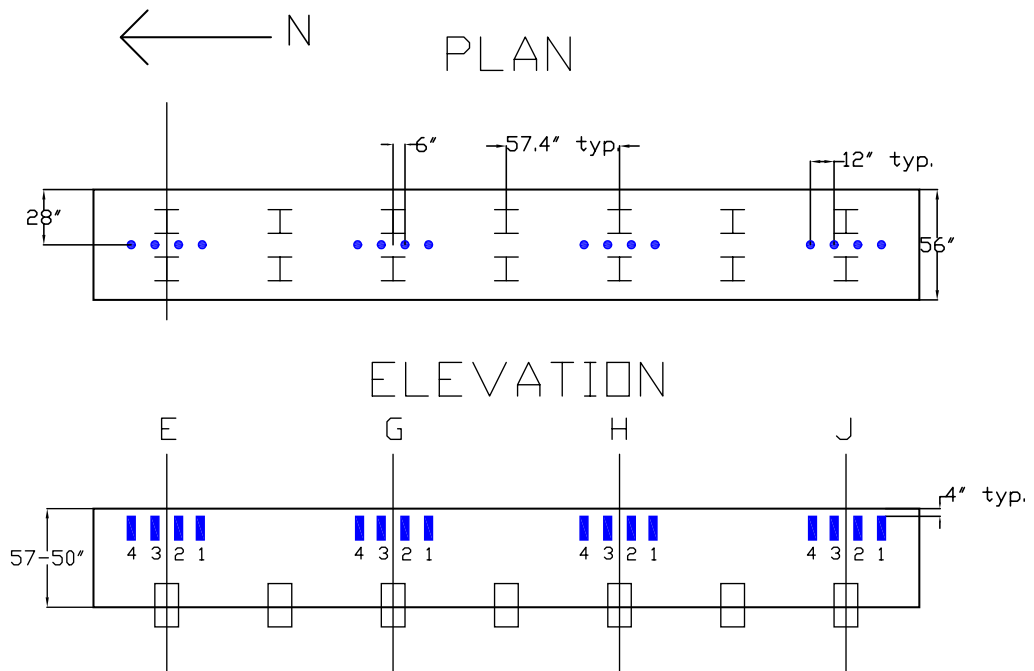 N
PLAN
6" 57.4" typ. 12" typ.
28" 56"
ELEVATION
E G H J
4" typ.
57-50"
4 3 2 1 4 3 2 1 4 3 2 1 4 3 2 1